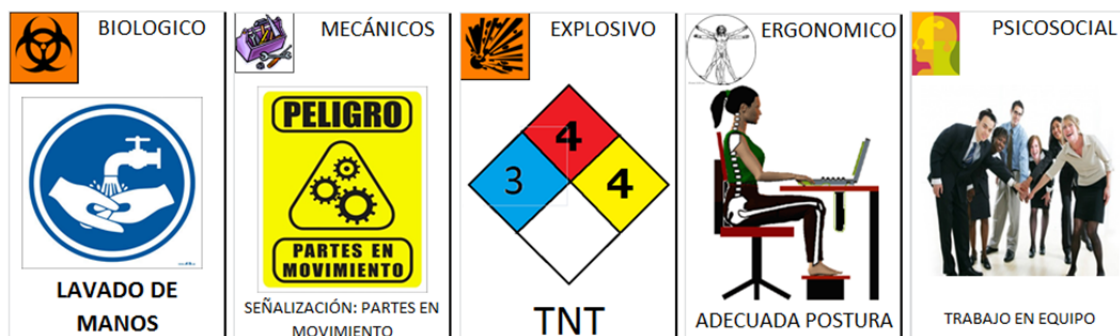 BIOLOGICO
LAVADO DE
MANOS
MECÁNICOS
PELIGRO
PARTES EN
MOVIMIENTO
SEÑALIZACIÓN: PARTES EN
MOVIMIENTO
EXPLOSIVO
4
3
4
TNT
ERGONOMICO
ADECUADA POSTURA
PSICOSOCIAL
TRABAJO EN EQUIPO